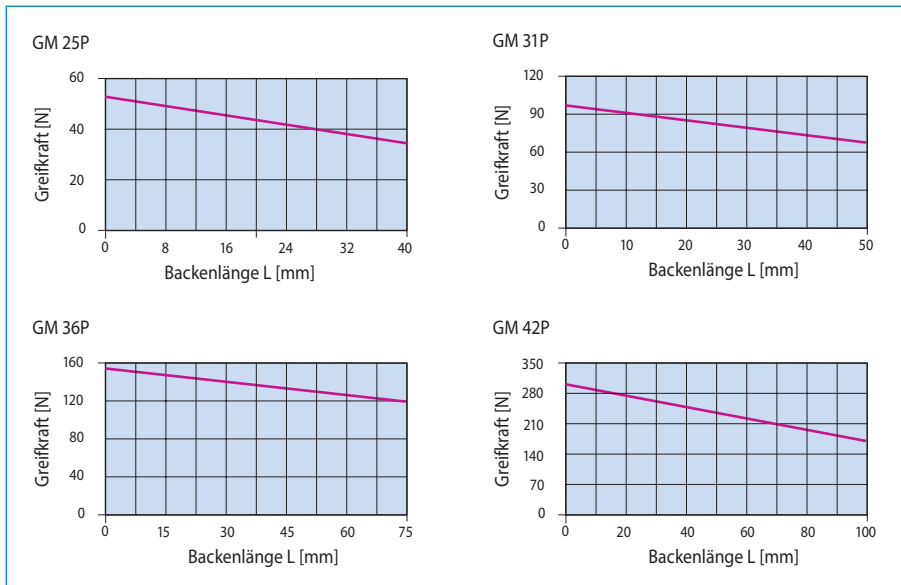 GM 25P
Greifkraft [N]
60
40
20
0
0 8 16 24 32 40
Backenlänge L [mm]
GM 31P
Greifkraft [N]
120
90
60
30
0
0 10 20 30 40 50
Backenlänge L [mm]
GM 36P
Greifkraft [N]
160
120
80
40
0
0 15 30 45 60 75
Backenlänge L [mm]
GM 42P
Greifkraft [N]
350
280
210
140
70
0
0 20 40 60 80 100
Backenlänge L [mm]